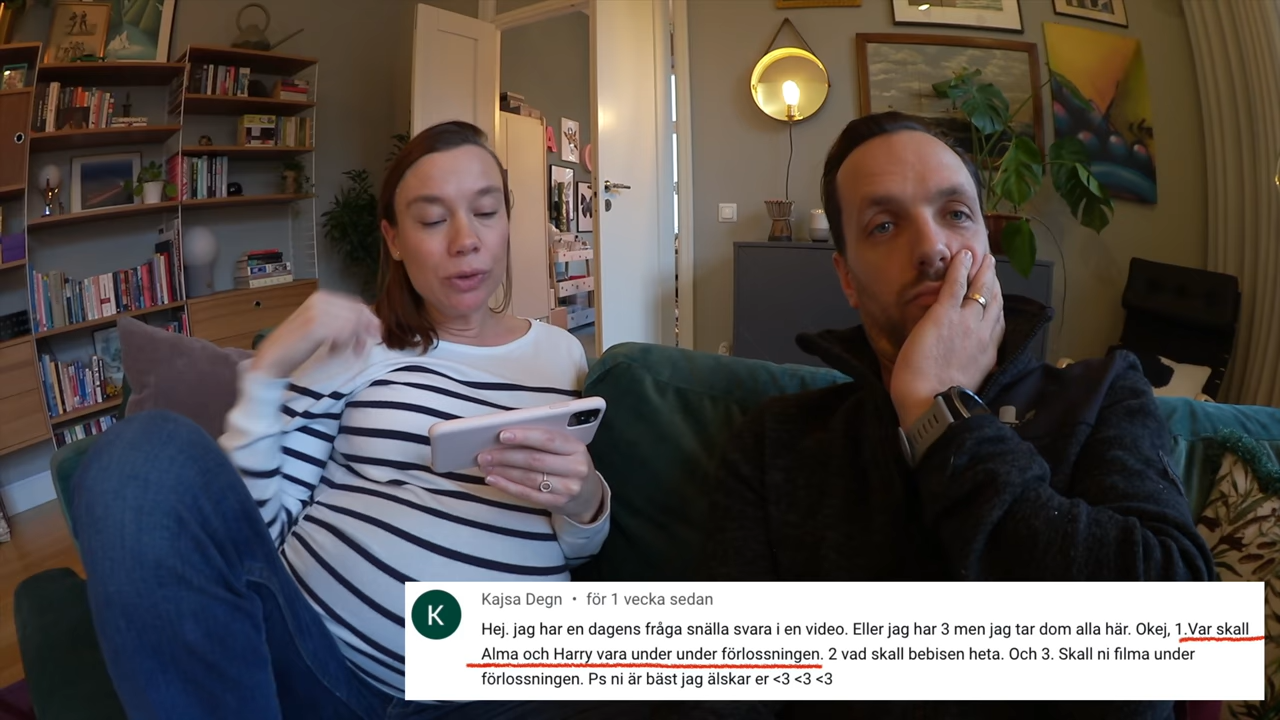 K
Kajsa Degn • för 1 vecka sedan
Hej. jag har en dagens fråga snälla svara i en video. Eller jag har 3 men jag tar dom alla här. Okej, 1.Var skall
Alma och Harry vara under under förlossningen. 2 vad skall bebisen heta. Och 3. Skall ni filma under
förlossningen. Ps ni är bäst jag älskar er <3 <3 <3